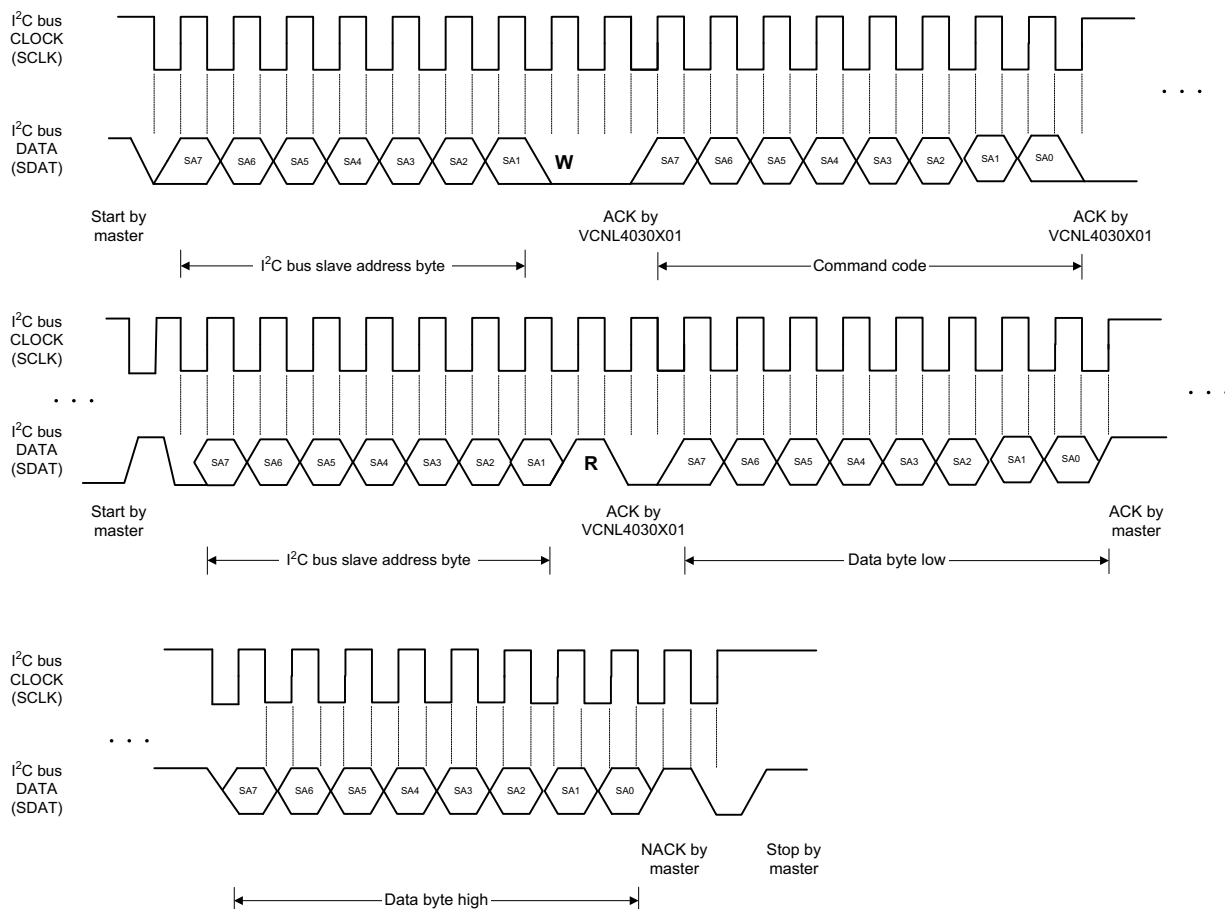 I²C bus
CLOCK
(SCLK)
. . .
I²C bus
DATA
(SDAT)
SA7 SA6 SA5 SA4 SA3 SA2 SA1 W SA7 SA6 SA5 SA4 SA3 SA2 SA1 SA0
Start by
master
ACK by
VCNL4030X01
ACK by
VCNL4030X01
I²C bus slave address byte
Command code
I²C bus
CLOCK
(SCLK)
. . .
. . .
I²C bus
DATA
(SDAT)
SA7 SA6 SA5 SA4 SA3 SA2 SA1 R SA7 SA6 SA5 SA4 SA3 SA2 SA1 SA0
Start by
master
ACK by
VCNL4030X01
ACK by
master
I²C bus slave address byte
Data byte low
I²C bus
CLOCK
(SCLK)
. . .
I²C bus
DATA
(SDAT)
SA7 SA6 SA5 SA4 SA3 SA2 SA1 SA0
NACK by
master
Stop by
master
Data byte high